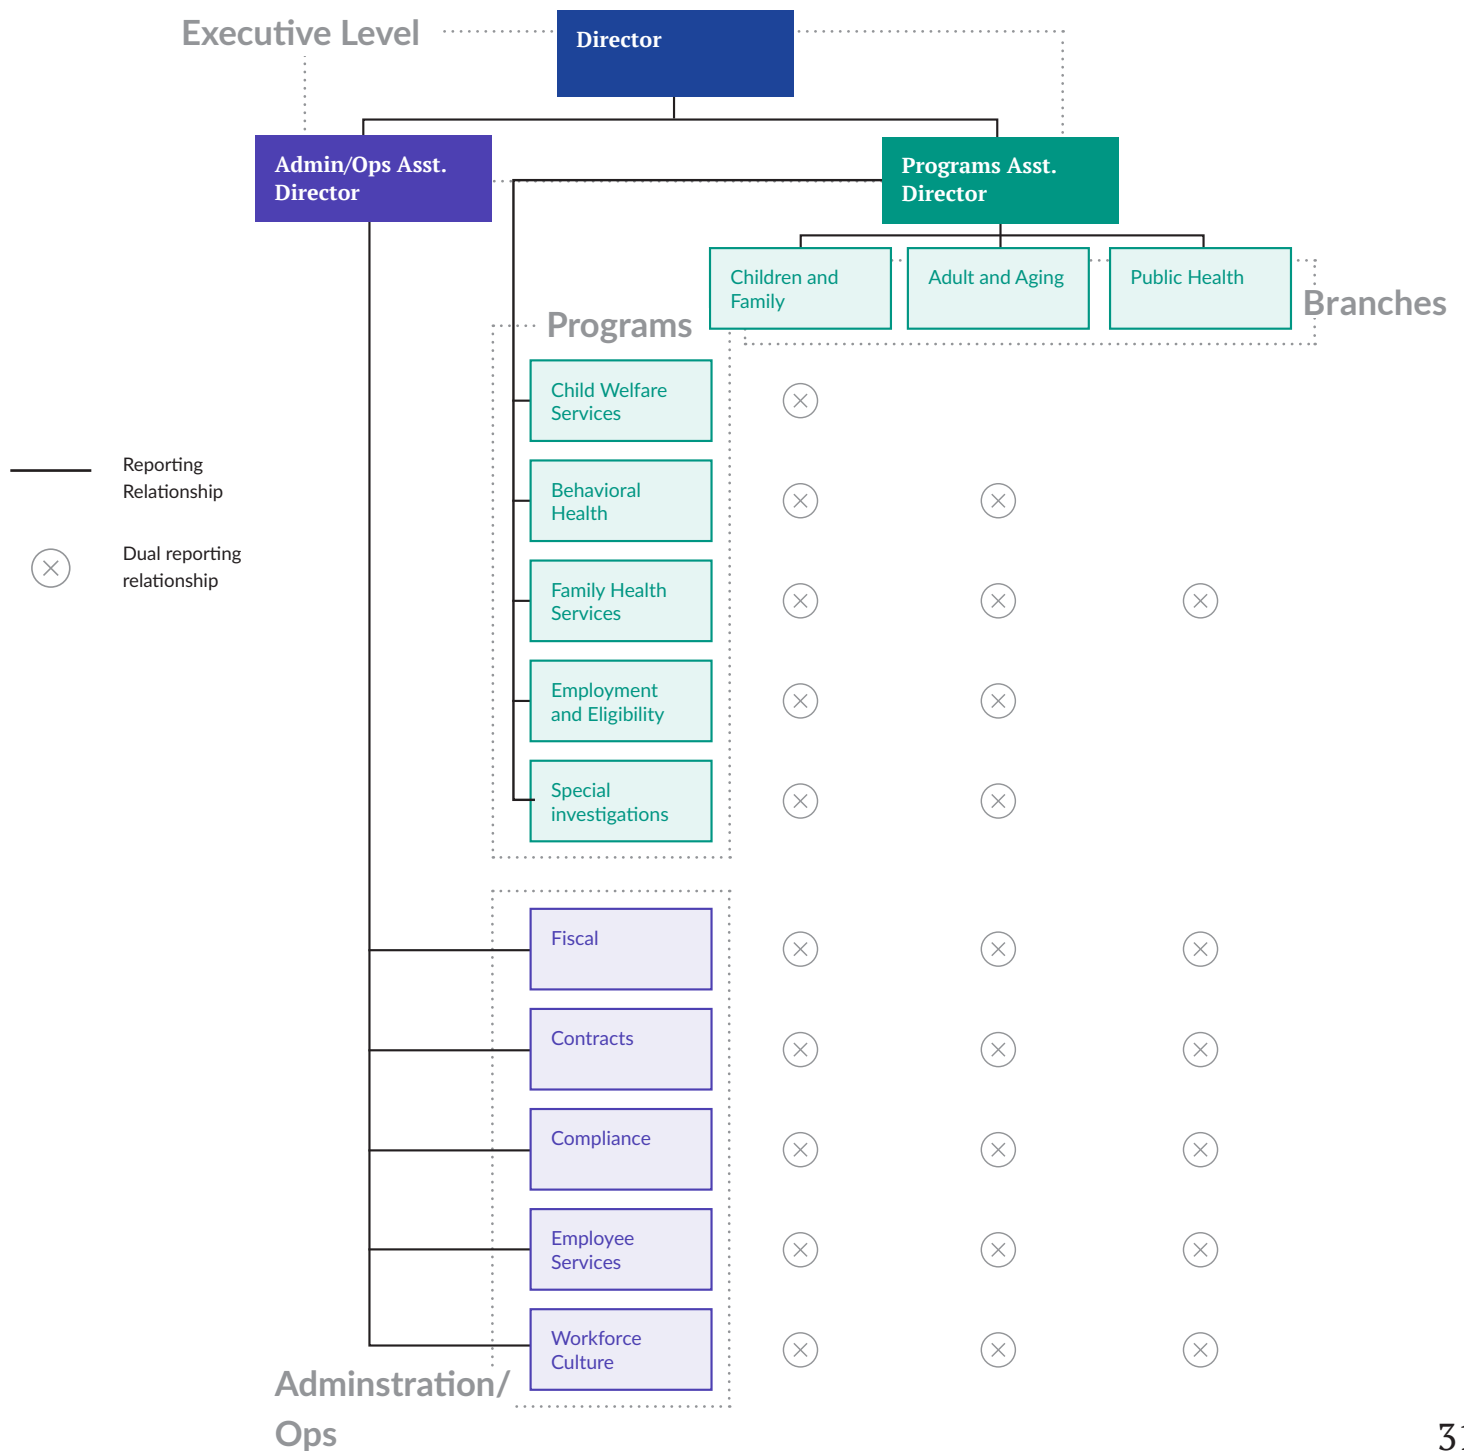 Executive Level
Director
Admin/Ops Asst.
Director
Programs Asst.
Director
Children and
Family
Adult and Aging
Public Health
Branches
Programs
Child Welfare
Services
Reporting
Relationship
Behavioral
Health
Dual reporting
relationship
Family Health
Services
Employment
and Eligibility
Special
investigations
Fiscal
Contracts
Compliance
Employee
Services
Workforce
Culture
Adminstration/
Ops
31